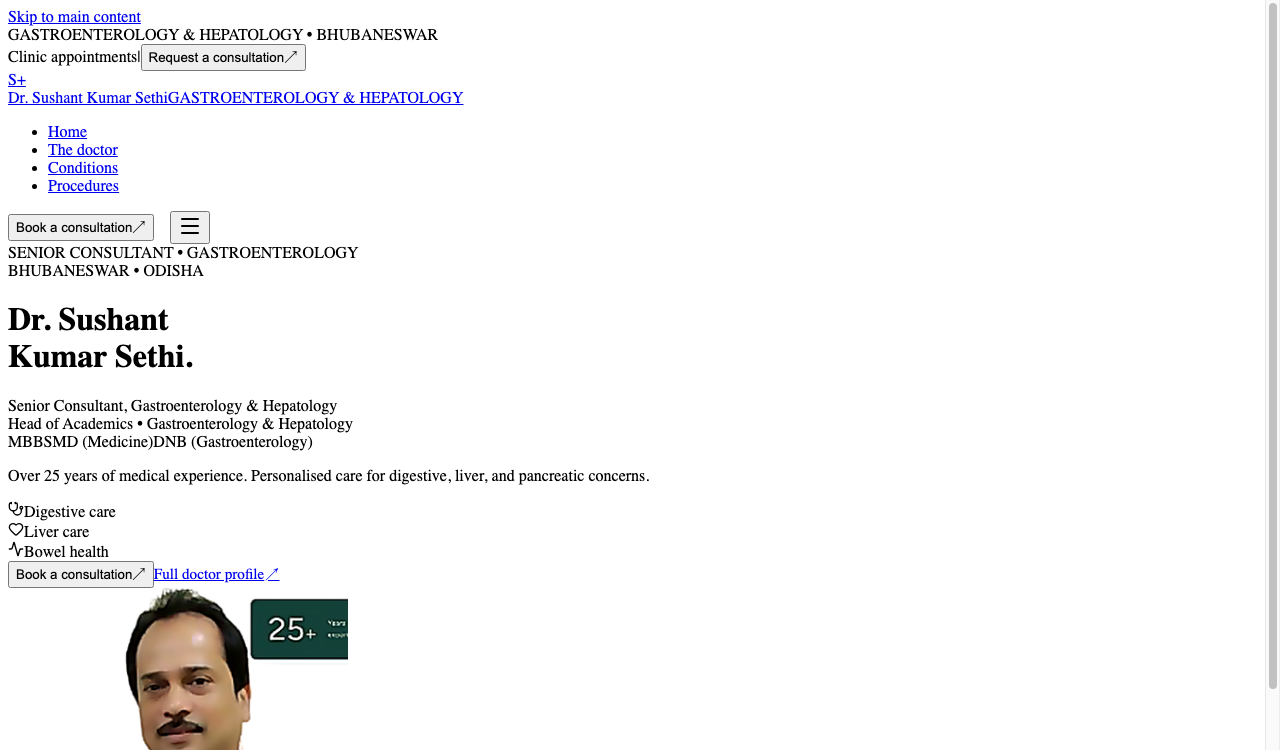 Skip to main content
GASTROENTEROLOGY & HEPATOLOGY • BHUBANESWAR
Clinic appointments|Request a consultation↗
S+
Dr. Sushant Kumar SethiGASTROENTEROLOGY & HEPATOLOGY
• Home
• The doctor
• Conditions
• Procedures
Book a consultation↗
SENIOR CONSULTANT • GASTROENTEROLOGY
BHUBANESWAR • ODISHA
Dr. Sushant
Kumar Sethi.
Senior Consultant, Gastroenterology & Hepatology
Head of Academics • Gastroenterology & Hepatology
MBBSMD (Medicine)DNB (Gastroenterology)
Over 25 years of medical experience. Personalised care for digestive, liver, and pancreatic concerns.
Digestive care
Liver care
Bowel health
Book a consultation↗Full doctor profile↗
25+ Years